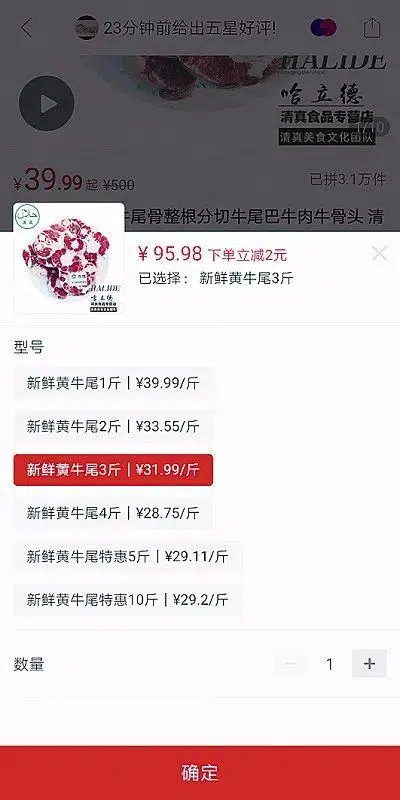 23分钟前给出五星好评!
HALIDE
哈立德
清真食品专营店
清真美食文化团队
1/10
¥39.99起 ¥500
已拼3.1万件
牛尾骨整根分切牛尾巴牛肉牛骨头 清
¥ 95.98 下单立减2元
已选择： 新鲜黄牛尾3斤
حلال
清真
HALIDE
哈立德
型号
新鲜黄牛尾1斤 | ¥39.99/斤
新鲜黄牛尾2斤 | ¥33.55/斤
新鲜黄牛尾3斤 | ¥31.99/斤
新鲜黄牛尾4斤 | ¥28.75/斤
新鲜黄牛尾特惠5斤 | ¥29.11/斤
新鲜黄牛尾特惠10斤 | ¥29.2/斤
数量
− 1 +
确定